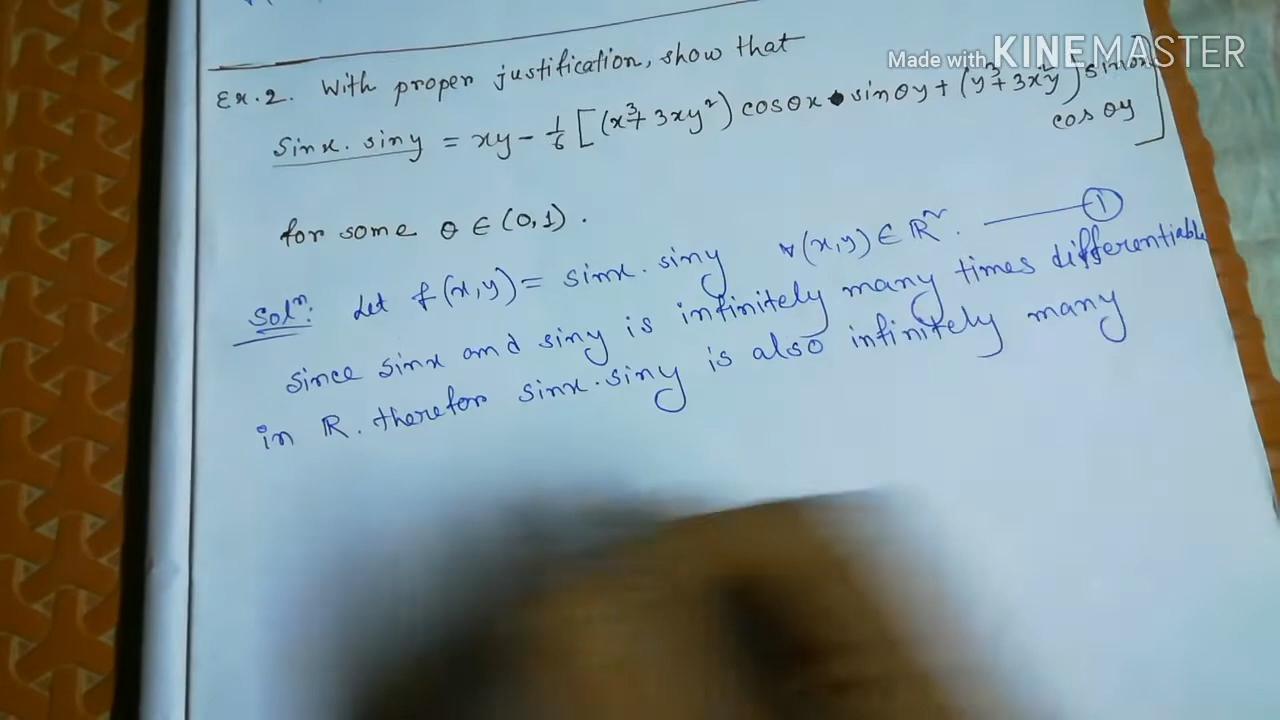 Made with KINEMASTER
Ex.2. With proper justification, show that
sinx. siny = xy - 1/6 [(x³+ 3xy²) cosθx · sinθy + (y³+ 3x²y) sinθx
cos θy]
for some θ ∈ (0,1).
Solⁿ: Let f(x,y) = sinx. siny ∀(x,y) ∈ ℝ². —— ①
since sinx and siny is infinitely many times differentiable
in ℝ. therefor sinx.siny is also infinitely many